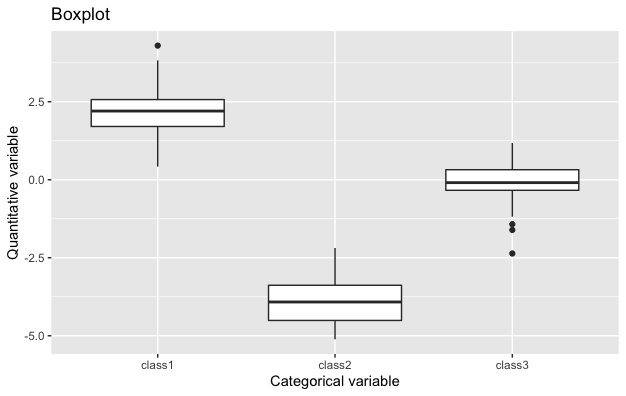 Boxplot
Quantitative variable
2.5
0.0
-2.5
-5.0
class1
class2
class3
Categorical variable